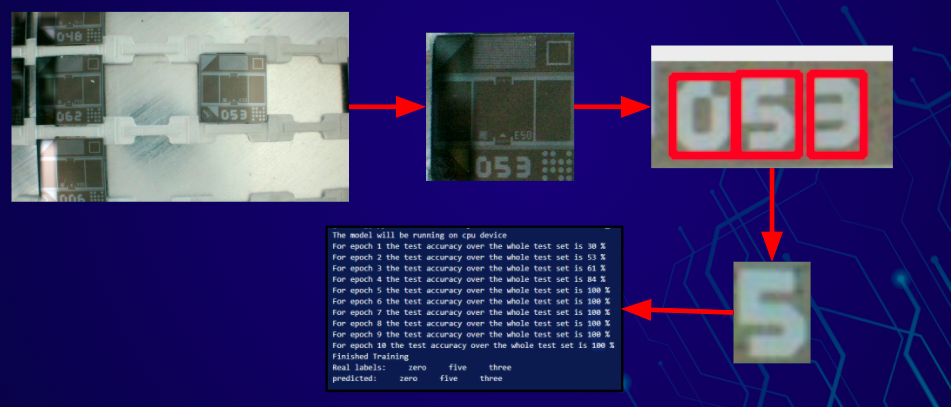 048
062
053
006
E50
053
053
5
The model will be running on cpu device
For epoch 1 the test accuracy over the whole test set is 30 %
For epoch 2 the test accuracy over the whole test set is 53 %
For epoch 3 the test accuracy over the whole test set is 61 %
For epoch 4 the test accuracy over the whole test set is 84 %
For epoch 5 the test accuracy over the whole test set is 100 %
For epoch 6 the test accuracy over the whole test set is 100 %
For epoch 7 the test accuracy over the whole test set is 100 %
For epoch 8 the test accuracy over the whole test set is 100 %
For epoch 9 the test accuracy over the whole test set is 100 %
For epoch 10 the test accuracy over the whole test set is 100 %
Finished Training
Real labels: zero five three
predicted: zero five three